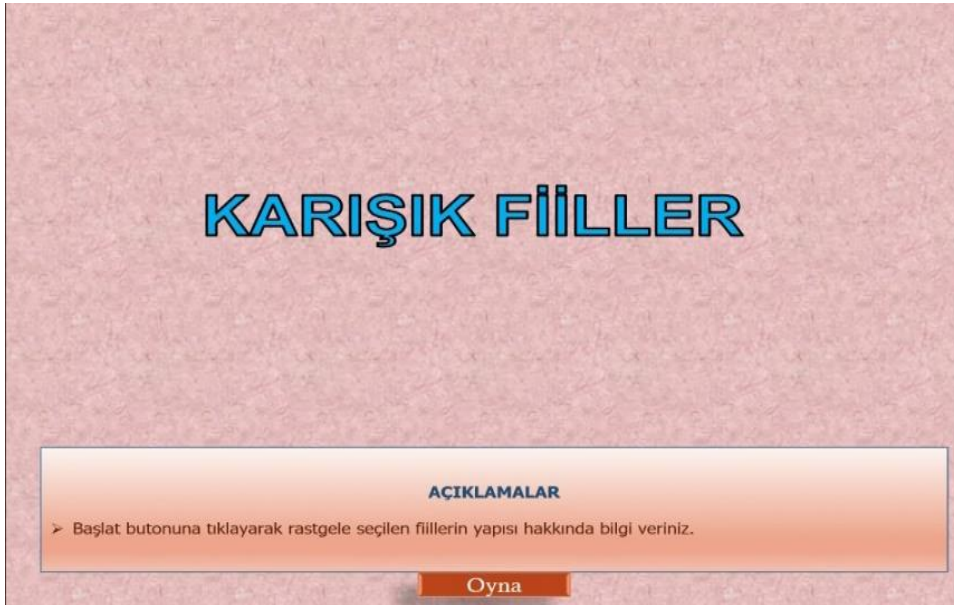 KARIŞIK FİİLLER
AÇIKLAMALAR
➢ Başlat butonuna tıklayarak rastgele seçilen fiillerin yapısı hakkında bilgi veriniz.
Oyna